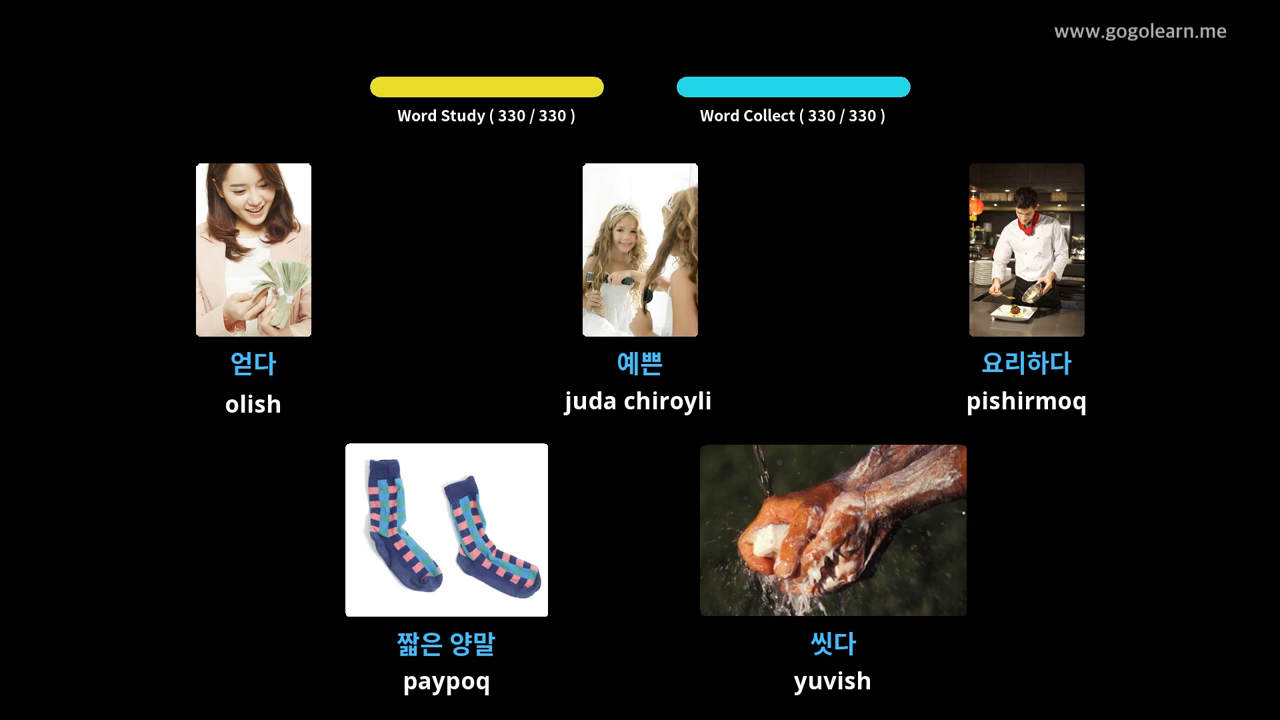 www.gogolearn.me
Word Study ( 330 / 330 )
Word Collect ( 330 / 330 )
얻다
olish
예쁜
juda chiroyli
요리하다
pishirmoq
짧은 양말
paypoq
씻다
yuvish